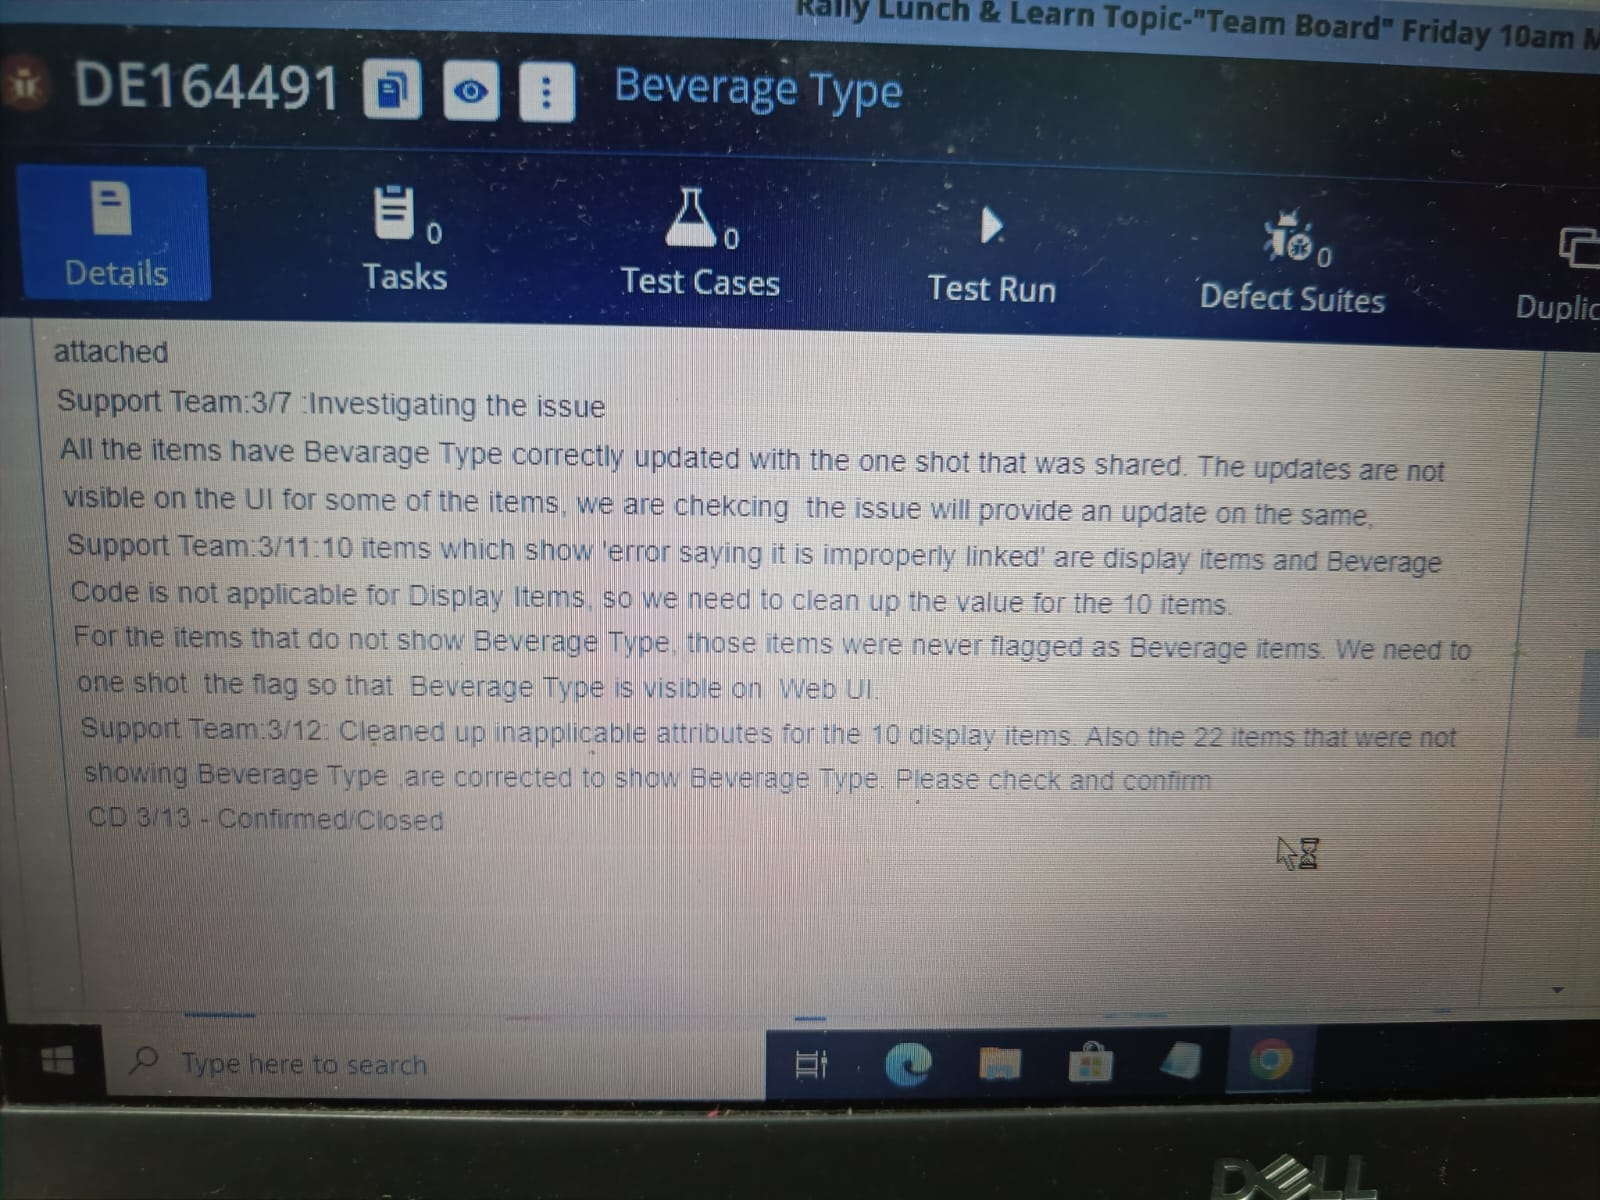 Rally Lunch & Learn Topic-"Team Board" Friday 10am
DE164491 Beverage Type
Details
0
Tasks
0
Test Cases
Test Run
0
Defect Suites
attached
Support Team:3/7 :Investigating the issue
All the items have Bevarage Type correctly updated with the one shot that was shared. The updates are not
visible on the UI for some of the items, we are chekcing  the issue will provide an update on the same,
Support Team:3/11:10 items which show 'error saying it is improperly linked' are display items and Beverage
Code is not applicable for Display Items, so we need to clean up the value for the 10 items.
For the items that do not show Beverage Type, those items were never flagged as Beverage items. We need to
one shot  the flag so that  Beverage Type is visible on  Web UI.
Support Team:3/12: Cleaned up inapplicable attributes for the 10 display items. Also the 22 items that were not
showing Beverage Type ,are corrected to show Beverage Type. Please check and confirm
CD 3/13 - Confirmed/Closed
Type here to search
DELL